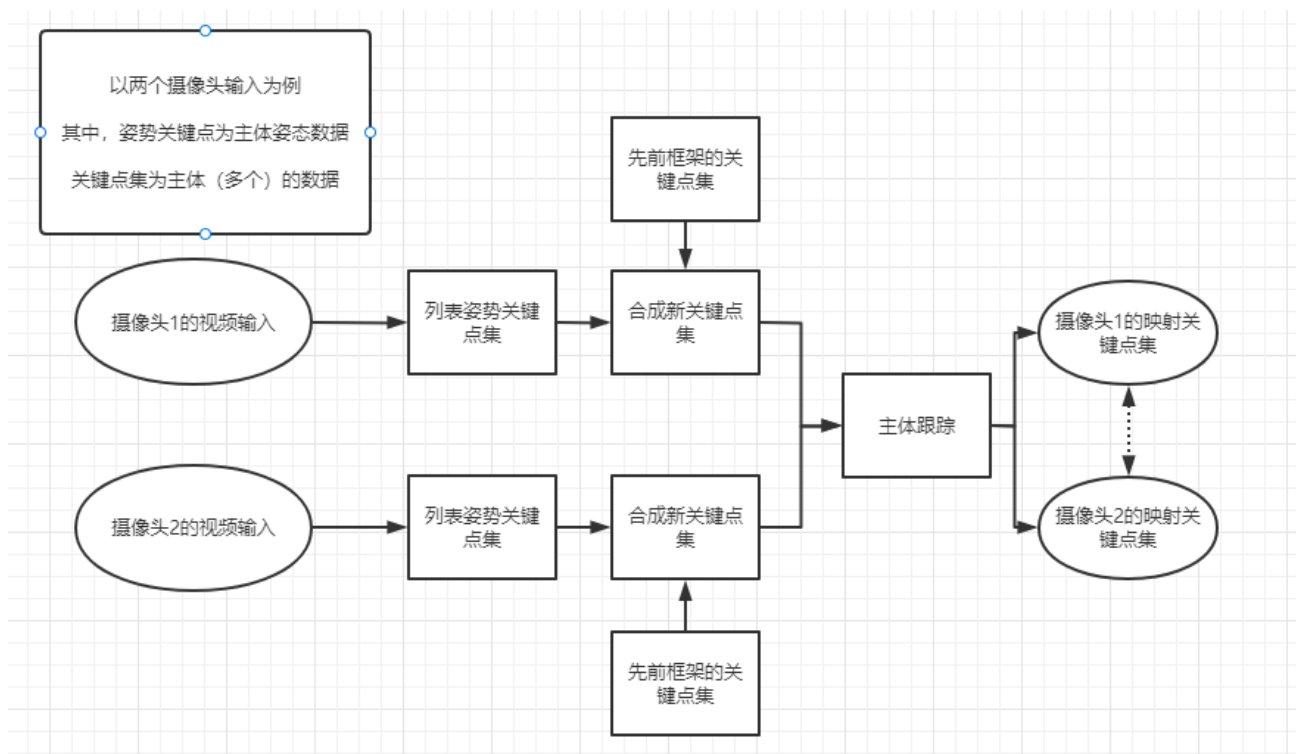 以两个摄像头输入为例
其中，姿势关键点为主体姿态数据
关键点集为主体（多个）的数据
先前框架的关
键点集
摄像头1的视频输入
列表姿势关键
点集
合成新关键点
集
摄像头1的映射关
键点集
主体跟踪
摄像头2的视频输入
列表姿势关键
点集
合成新关键点
集
摄像头2的映射关
键点集
先前框架的关
键点集